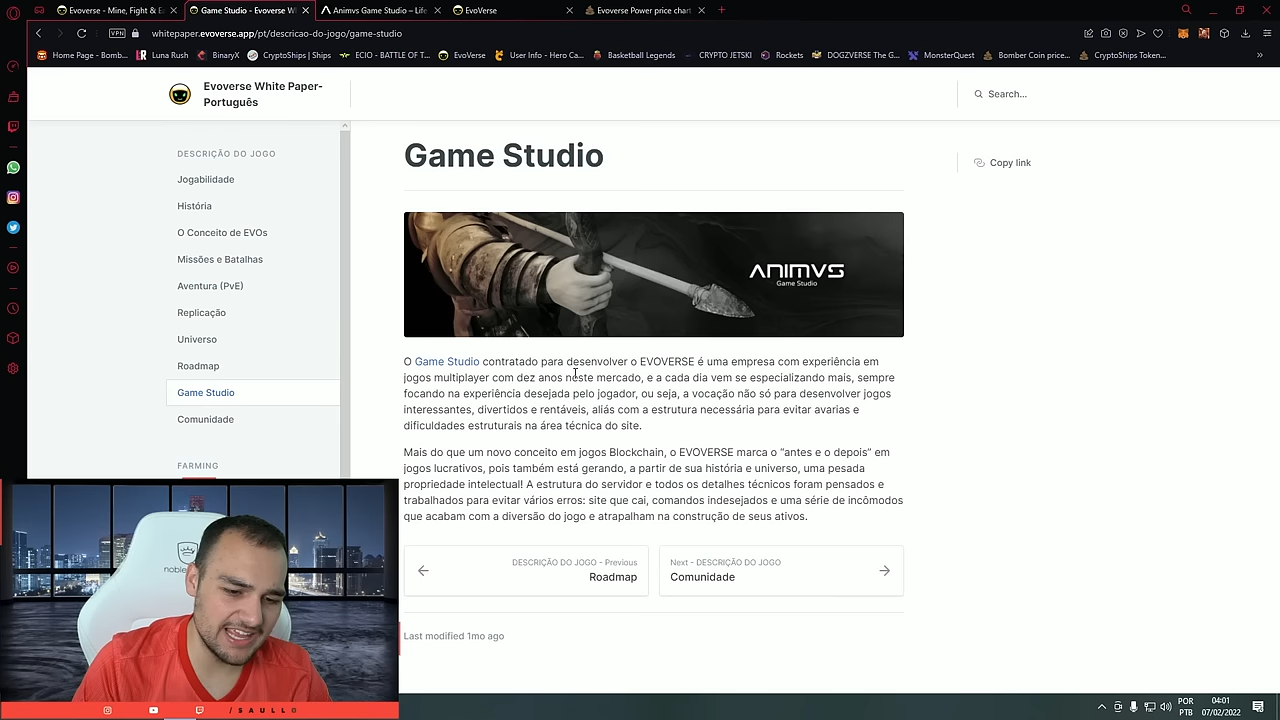 Evoverse - Mine, Fight & E
Game Studio - Evoverse W
Animvs Game Studio – Life
EvoVerse
Evoverse Power price chart
VPN
whitepaper.evoverse.app/pt/descricao-do-jogo/game-studio
Home Page - Bomb...
Luna Rush
BinaryX
CryptoShips | Ships
ECIO - BATTLE OF T...
EvoVerse
User Info - Hero Ca...
Basketball Legends
CRYPTO JETSKI
Rockets
DOGZVERSE The G...
MonsterQuest
Bomber Coin price...
CryptoShips Token...
Evoverse White Paper-
Português
Search...
DESCRIÇÃO DO JOGO
Jogabilidade
História
O Conceito de EVOs
Missões e Batalhas
Aventura (PvE)
Replicação
Universo
Roadmap
Game Studio
Comunidade
FARMING
Game Studio
Copy link
ANIMVS
Game Studio
O Game Studio contratado para desenvolver o EVOVERSE é uma empresa com experiência em
jogos multiplayer com dez anos neste mercado, e a cada dia vem se especializando mais, sempre
focando na experiência desejada pelo jogador, ou seja, a vocação não só para desenvolver jogos
interessantes, divertidos e rentáveis, aliás com a estrutura necessária para evitar avarias e
dificuldades estruturais na área técnica do site.
Mais do que um novo conceito em jogos Blockchain, o EVOVERSE marca o “antes e o depois” em
jogos lucrativos, pois também está gerando, a partir de sua história e universo, uma pesada
propriedade intelectual! A estrutura do servidor e todos os detalhes técnicos foram pensados e
trabalhados para evitar vários erros: site que cai, comandos indesejados e uma série de incômodos
que acabam com a diversão do jogo e atrapalham na construção de seus ativos.
DESCRIÇÃO DO JOGO - Previous
Roadmap
Next - DESCRIÇÃO DO JOGO
Comunidade
Last modified 1mo ago
noble
/SAULLO
POR
PTB
04:01
07/02/2022